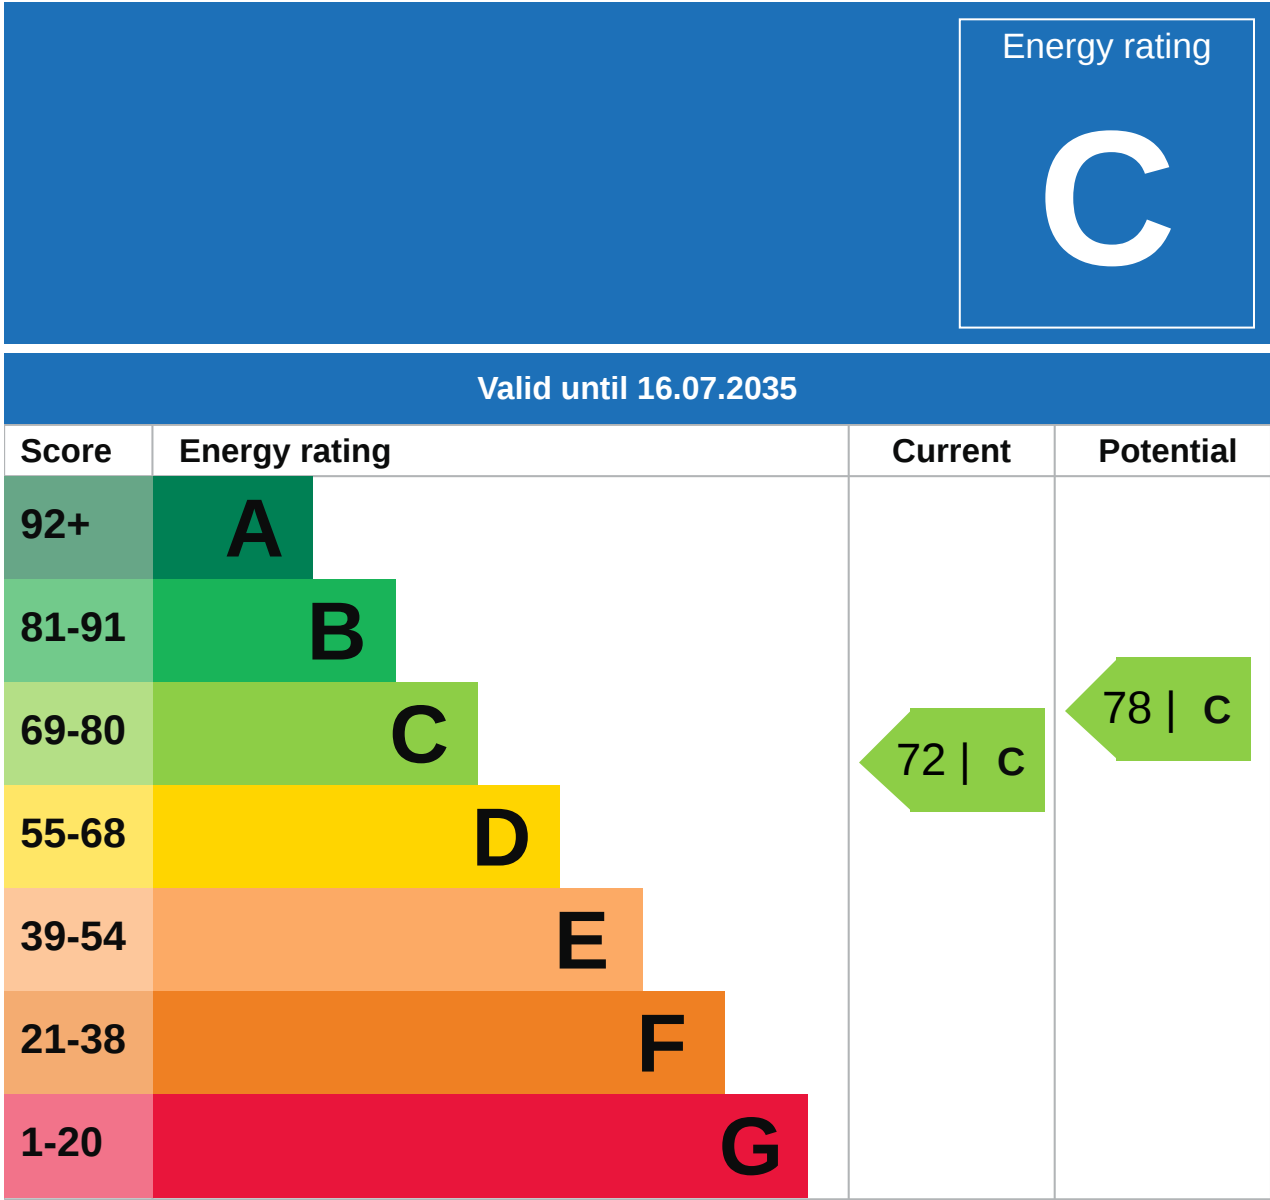 Energy rating
C
Valid until 16.07.2035
Score Energy rating Current Potential
92+ A
81-91 B
69-80 C
72 | C
78 | C
55-68 D
39-54 E
21-38 F
1-20 G